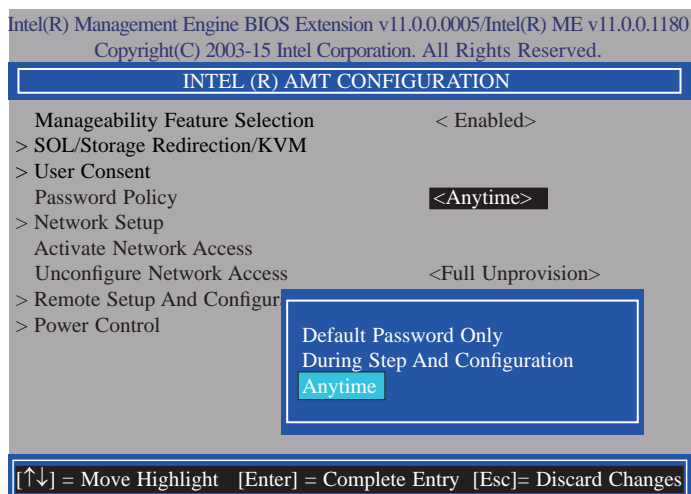 Intel(R) Management Engine BIOS Extension v11.0.0.0005/Intel(R) ME v11.0.0.1180
Copyright(C) 2003-15 Intel Corporation. All Rights Reserved.
INTEL (R) AMT CONFIGURATION
Manageability Feature Selection < Enabled>
> SOL/Storage Redirection/KVM
> User Consent
Password Policy <Anytime>
> Network Setup
Activate Network Access
Unconfigure Network Access <Full Unprovision>
> Remote Setup And Configur
> Power Control
Default Password Only
During Step And Configuration
Anytime
[↑↓] = Move Highlight [Enter] = Complete Entry [Esc]= Discard Changes